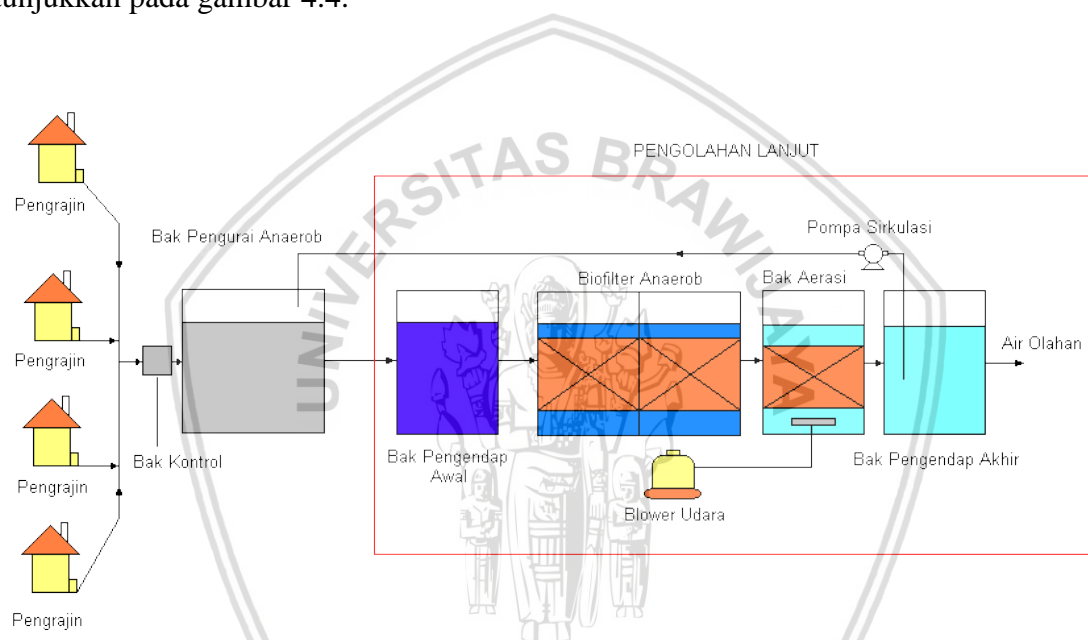 tunjukkan pada gambar 4.4.
UNIVERSITAS BRAWIJAYA
PENGOLAHAN LANJUT
Pengrajin
Bak Pengurai Anaerob
Pompa Sirkulasi
Biofilter Anaerob
Bak Aerasi
Pengrajin
Air Olahan
Bak Kontrol
Bak Pengendap
Awal
Bak Pengendap Akhir
Pengrajin
Blower Udara
Pengrajin